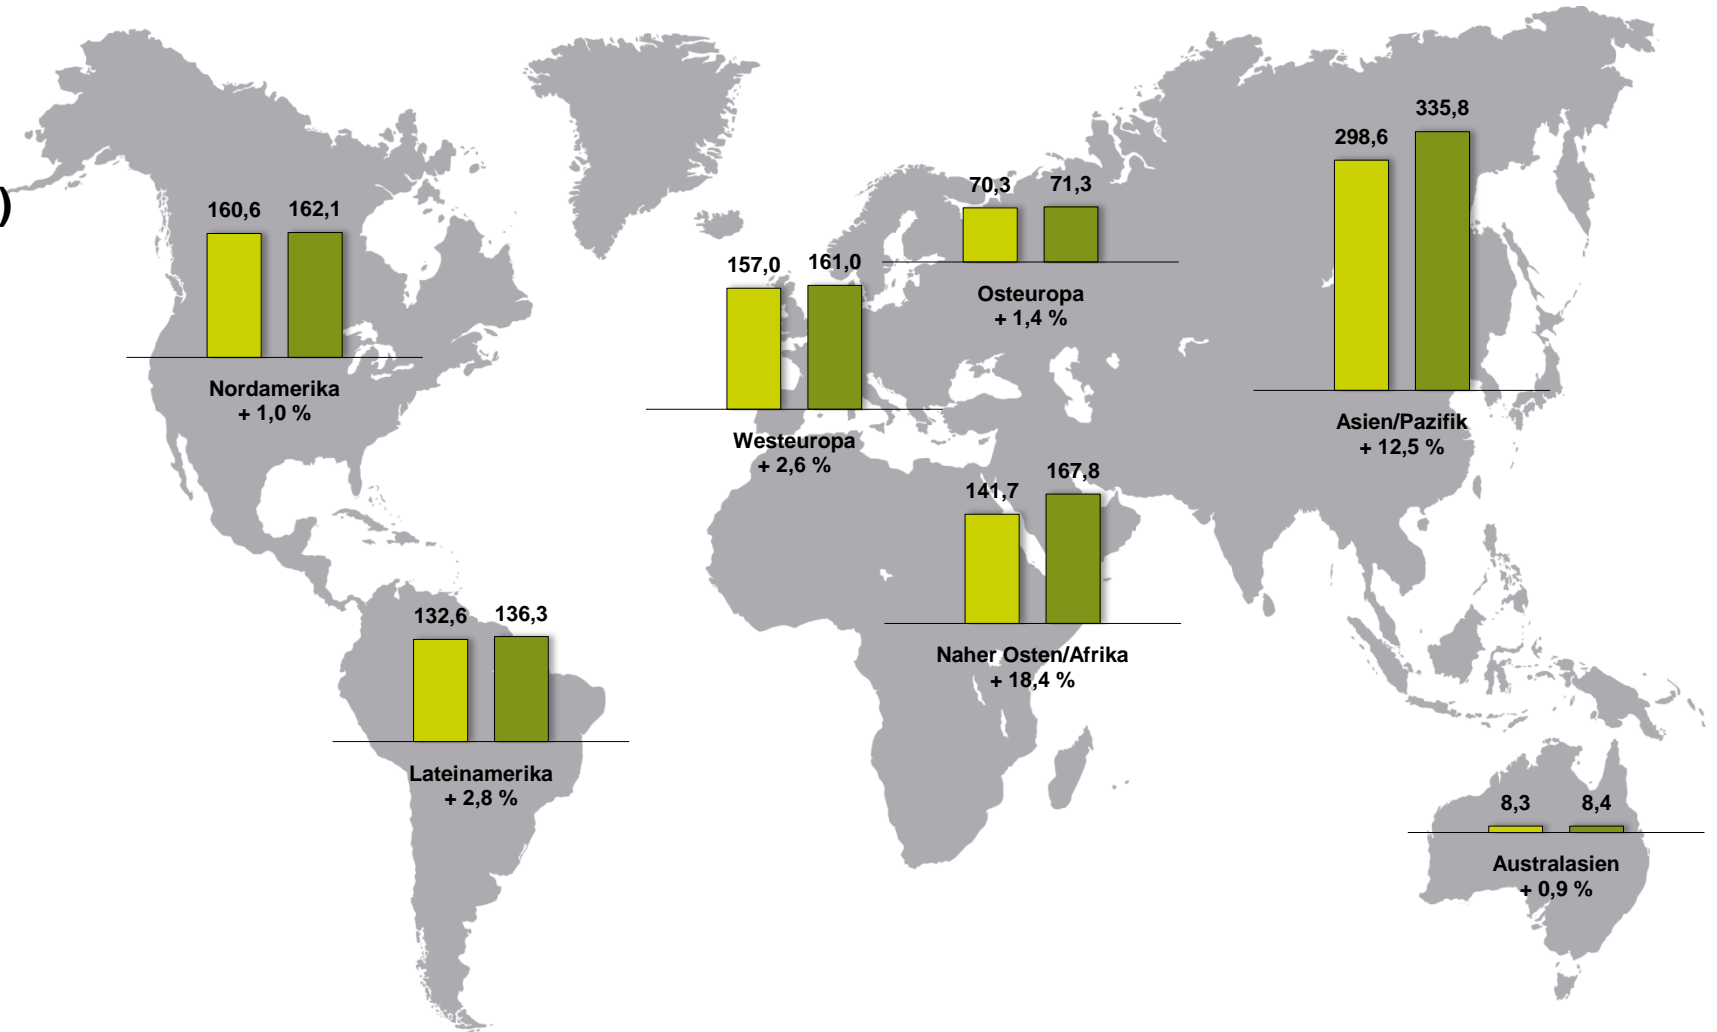 )
160,6 162,1
Nordamerika
+ 1,0 %
132,6 136,3
Lateinamerika
+ 2,8 %
157,0 161,0
Westeuropa
+ 2,6 %
70,3 71,3
Osteuropa
+ 1,4 %
141,7 167,8
Naher Osten/Afrika
+ 18,4 %
298,6 335,8
Asien/Pazifik
+ 12,5 %
8,3 8,4
Australasien
+ 0,9 %